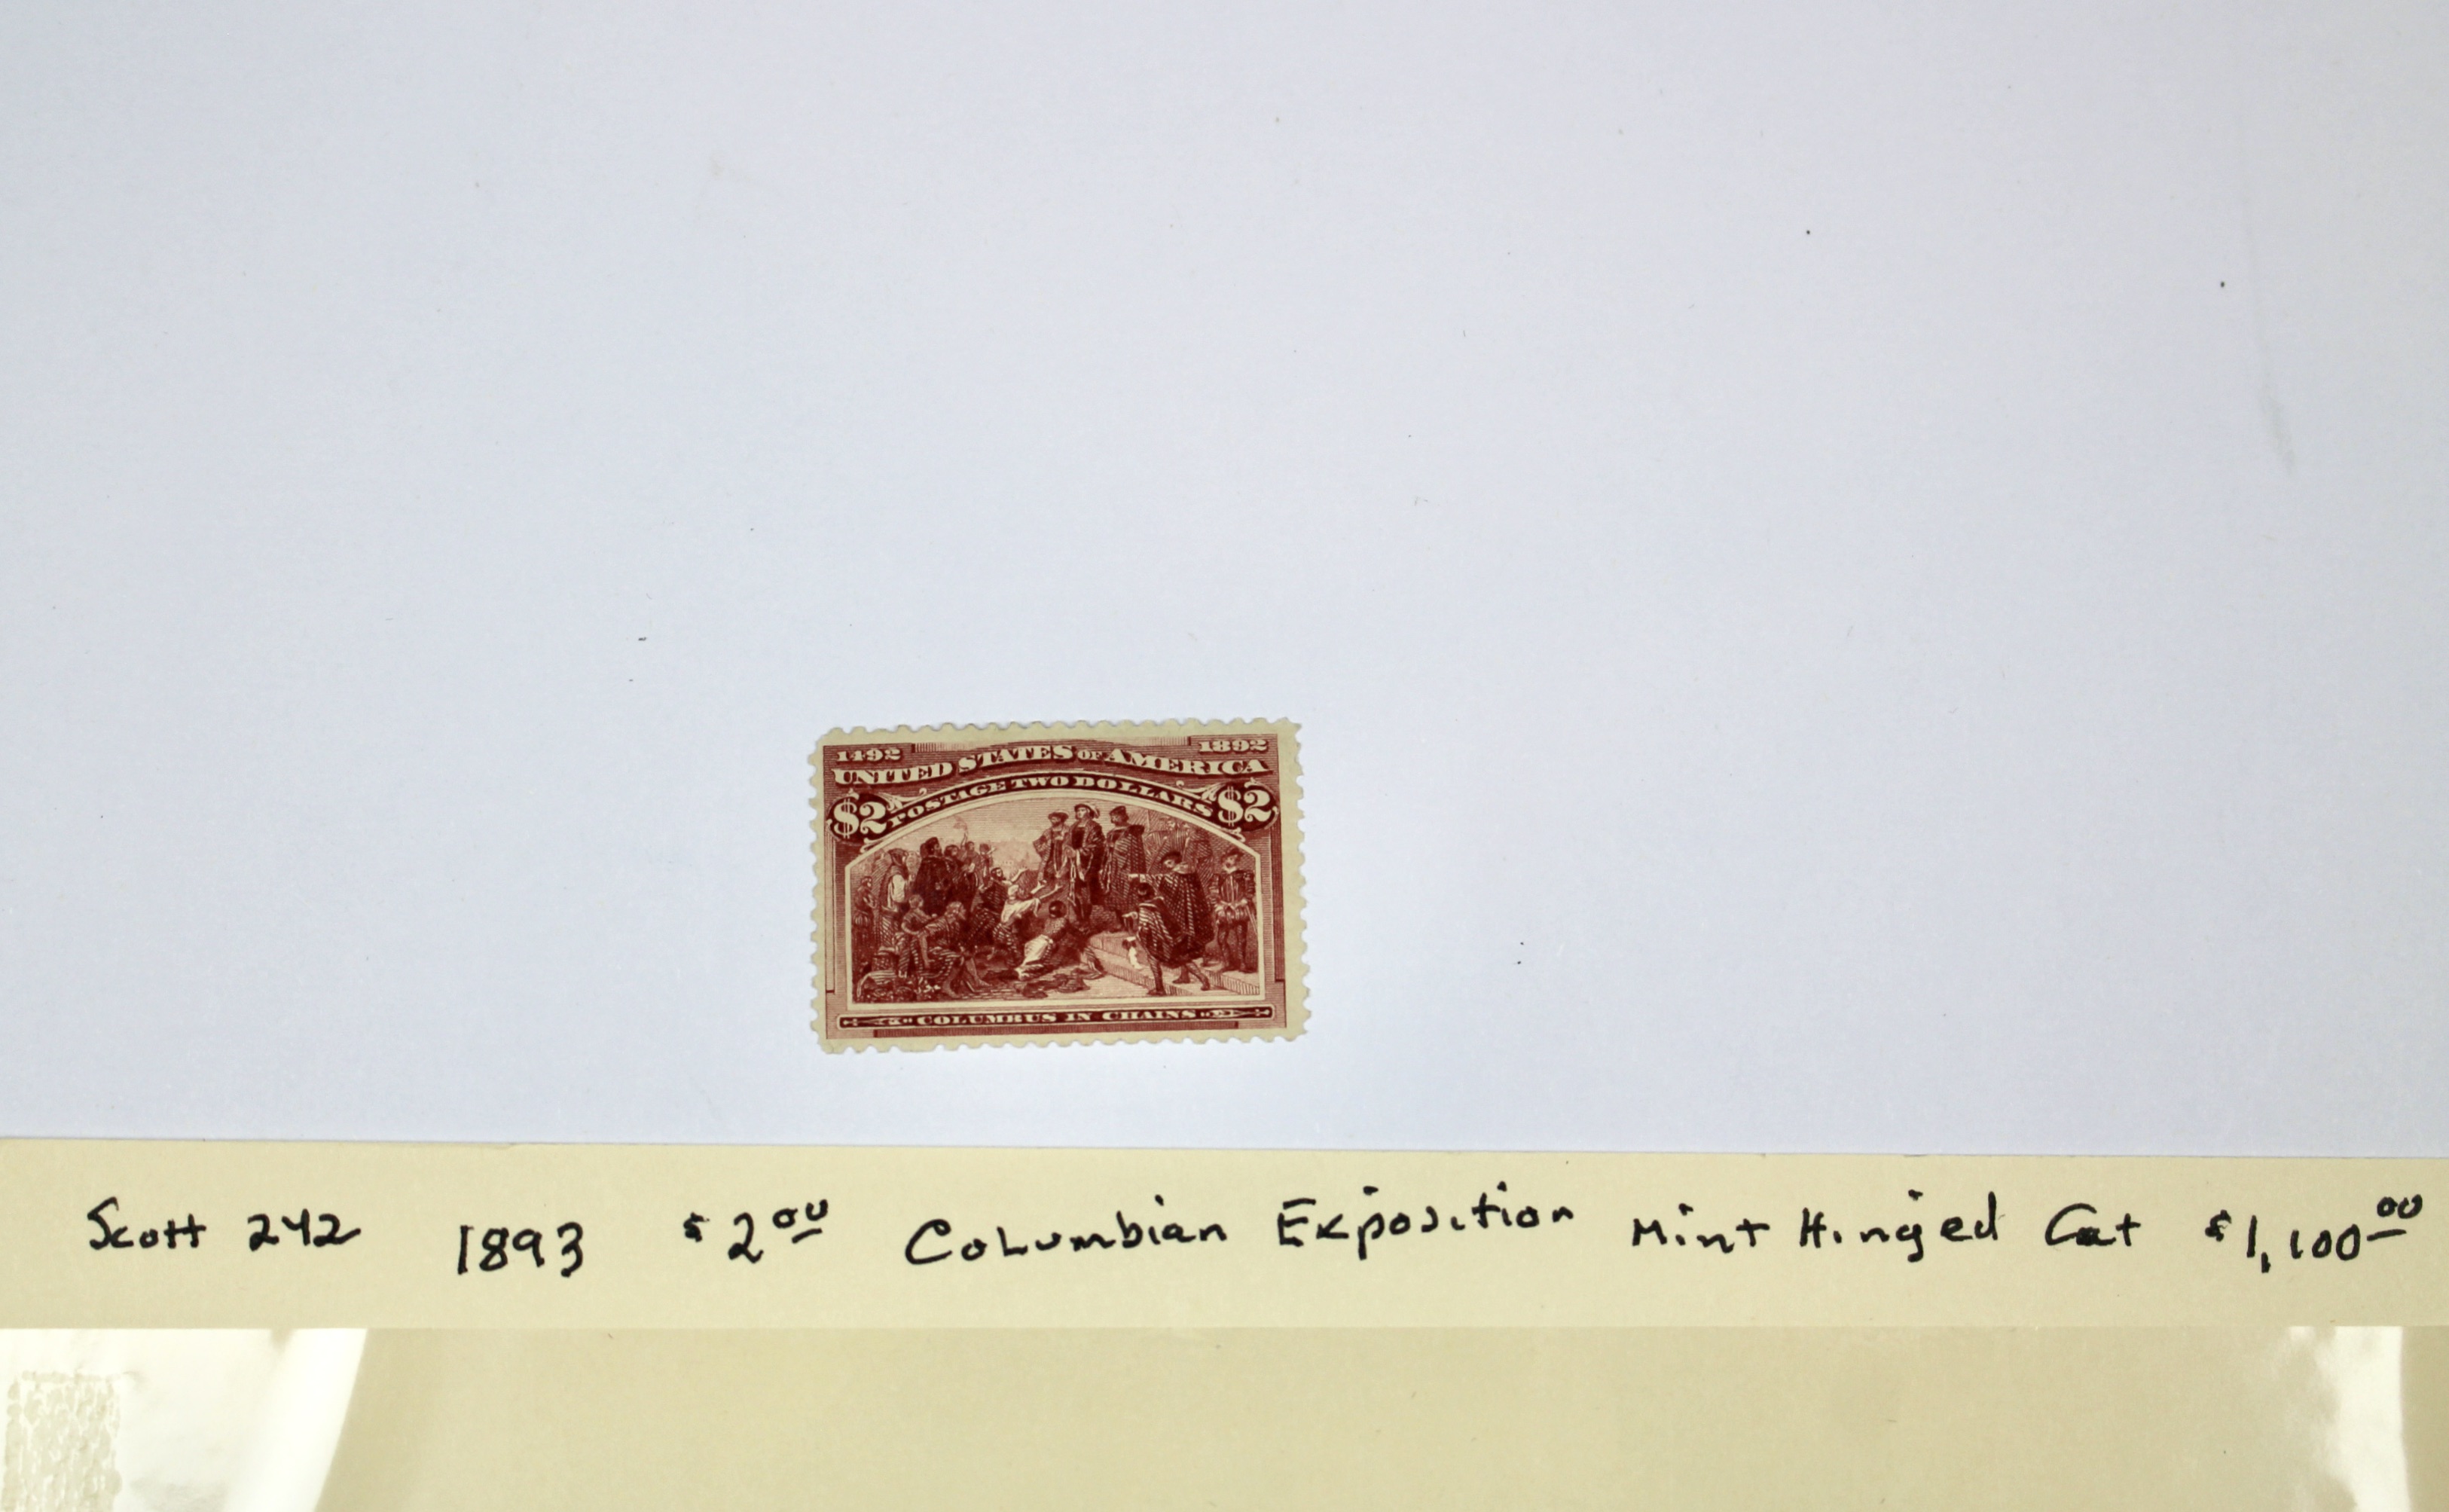 1492 1892
UNITED STATES OF AMERICA
$2 POSTAGE TWO DOLLARS $2
COLUMBUS IN CHAINS
Scott 242 1893 $2.00 Columbian Exposition Mint Hinged Cat $1,100.00